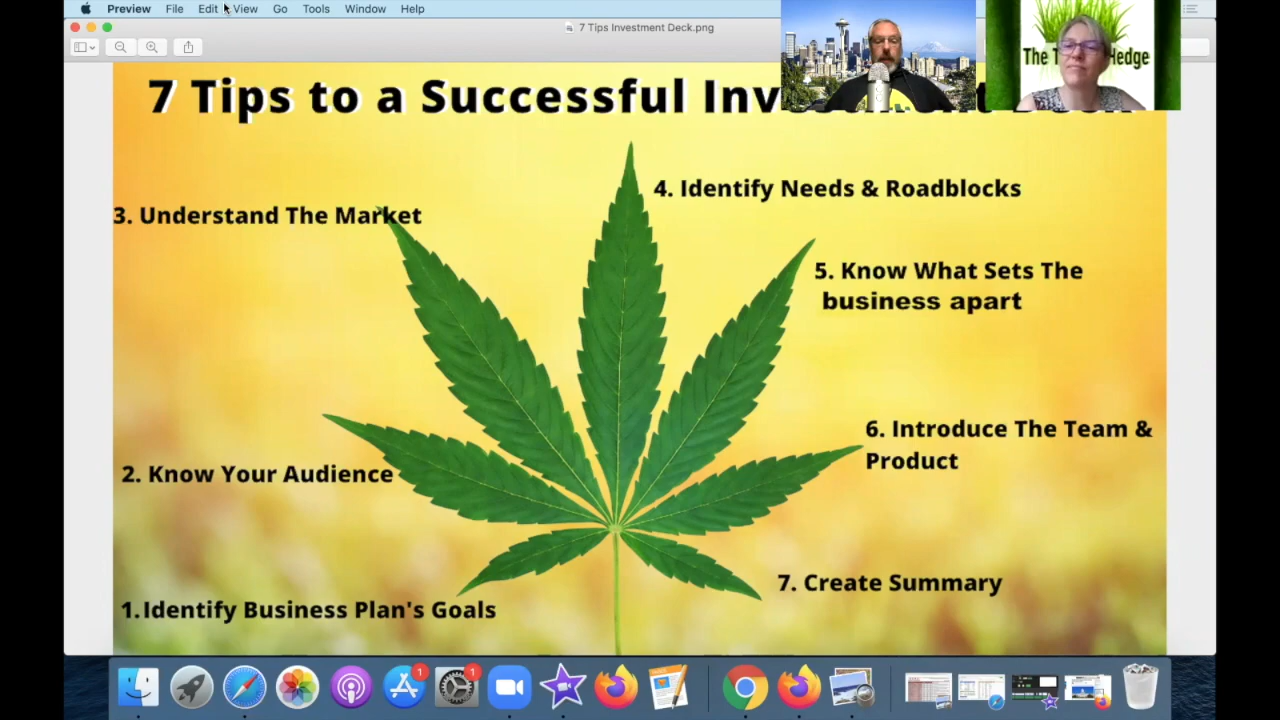 Preview File Edit View Go Tools Window Help
7 Tips Investment Deck.png
The Hedge
7 Tips to a Successful
4. Identify Needs & Roadblocks
3. Understand The Market
5. Know What Sets The
business apart
6. Introduce The Team &
Product
2. Know Your Audience
7. Create Summary
1. Identify Business Plan's Goals
1
1